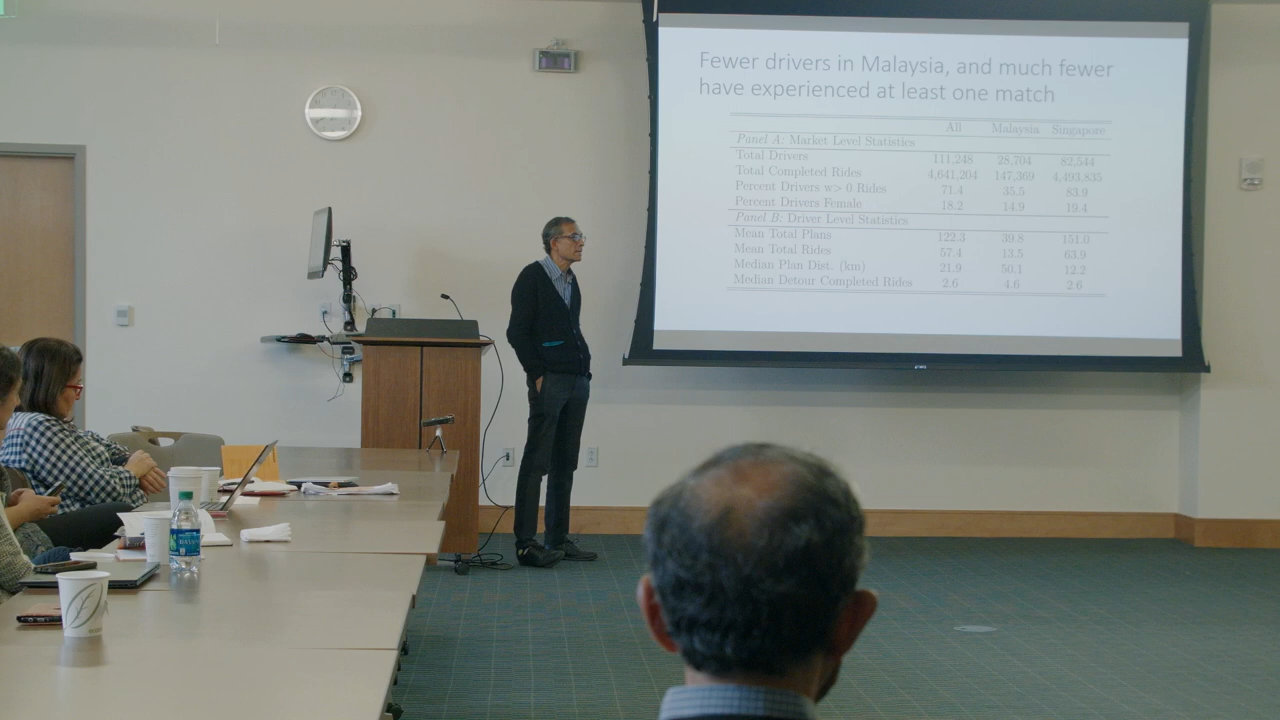 Fewer drivers in Malaysia, and much fewer
have experienced at least one match
All Malaysia Singapore
Panel A: Market Level Statistics
Total Drivers 111,248 28,704 82,544
Total Completed Rides 4,641,204 147,369 4,493,835
Percent Drivers w> 0 Rides 71.4 35.5 83.9
Percent Drivers Female 18.2 14.9 19.4
Panel B: Driver Level Statistics
Mean Total Plans 122.3 39.8 151.0
Mean Total Rides 57.4 13.5 63.9
Median Plan Dist. (km) 21.9 50.1 12.2
Median Detour Completed Rides 2.6 4.6 2.6